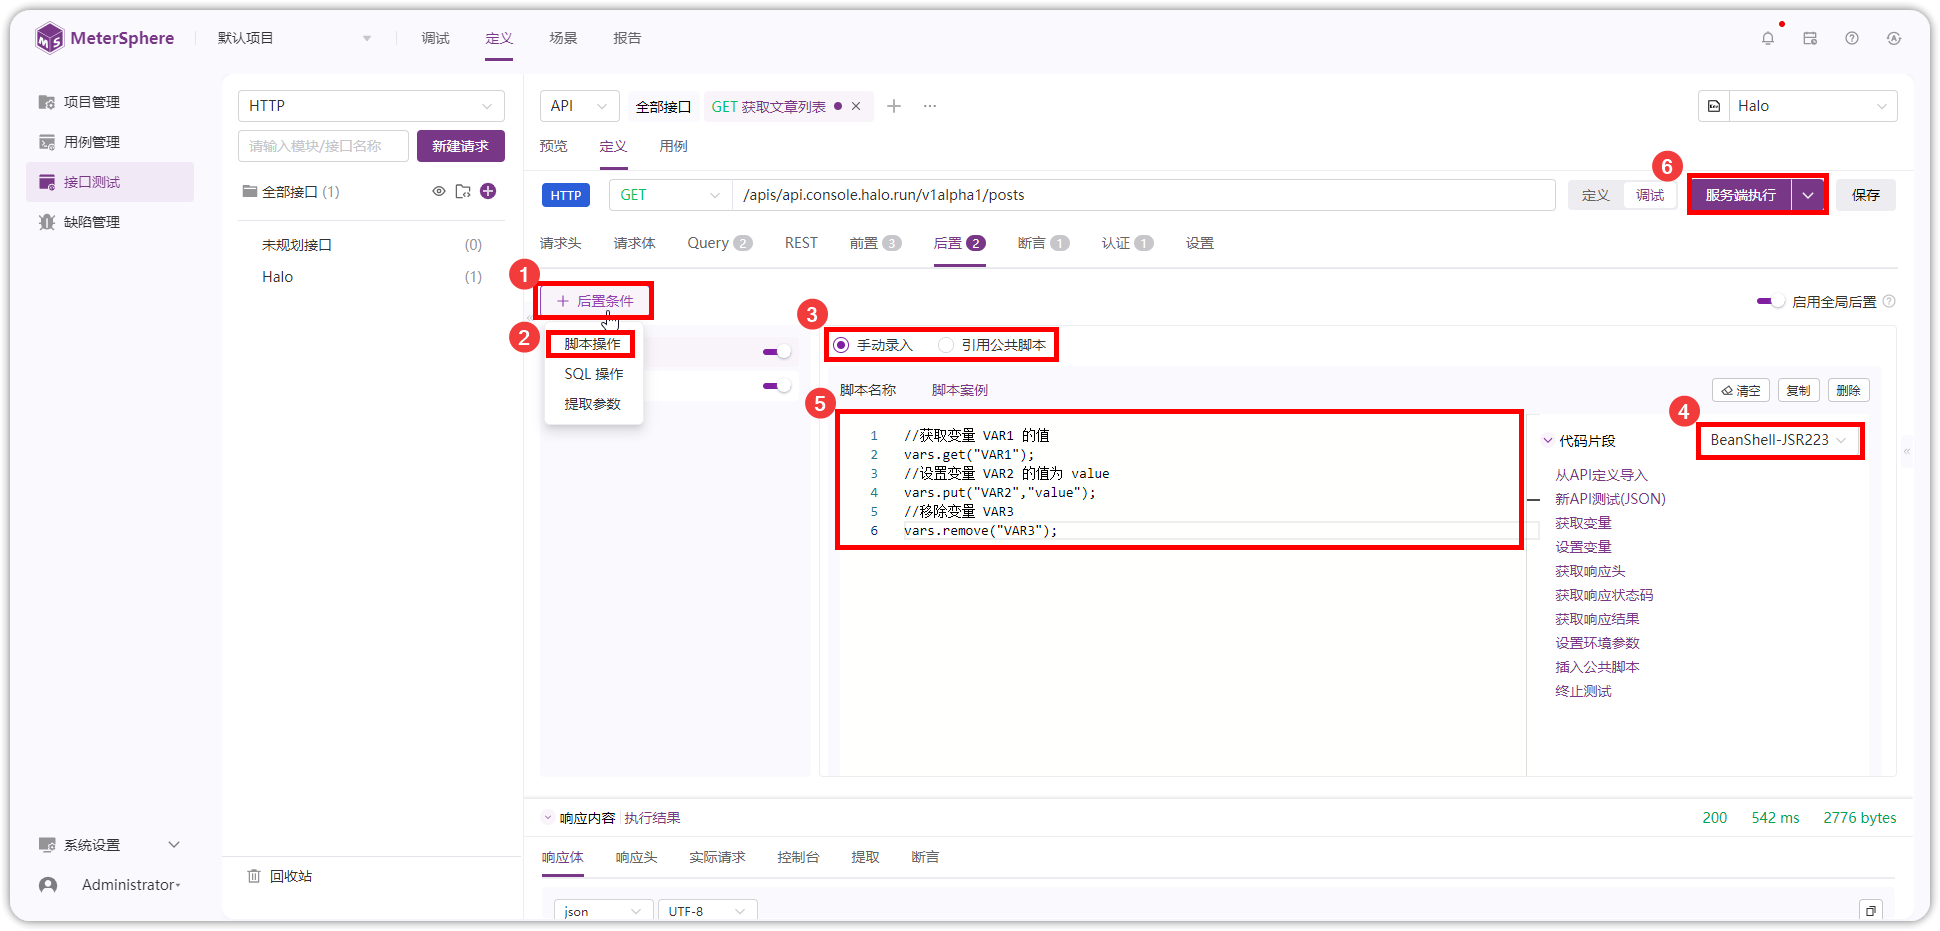 MeterSphere
默认项目
调试
定义
场景
报告
项目管理
用例管理
接口测试
缺陷管理
系统设置
Administrator
HTTP
请输入模块/接口名称
新建请求
全部接口 (1)
未规划接口 (0)
Halo (1)
回收站
API
全部接口
GET 获取文章列表
Halo
预览
定义
用例
6
HTTP
GET
/apis/api.console.halo.run/v1alpha1/posts
定义
调试
服务端执行
保存
请求头
请求体
Query 2
REST
前置 3
后置 2
断言 1
认证 1
设置
1
后置条件
启用全局后置
2
脚本操作
SQL 操作
提取参数
3
手动录入
引用公共脚本
脚本名称
脚本案例
清空
复制
删除
5
1 //获取变量 VAR1 的值
2 vars.get("VAR1");
3 //设置变量 VAR2 的值为 value
4 vars.put("VAR2","value");
5 //移除变量 VAR3
6 vars.remove("VAR3");
4
代码片段
BeanShell-JSR223
从API定义导入
新API测试(JSON)
获取变量
设置变量
获取响应头
获取响应状态码
获取响应结果
设置环境参数
插入公共脚本
终止测试
响应内容
执行结果
200
542 ms
2776 bytes
响应体
响应头
实际请求
控制台
提取
断言
json
UTF-8